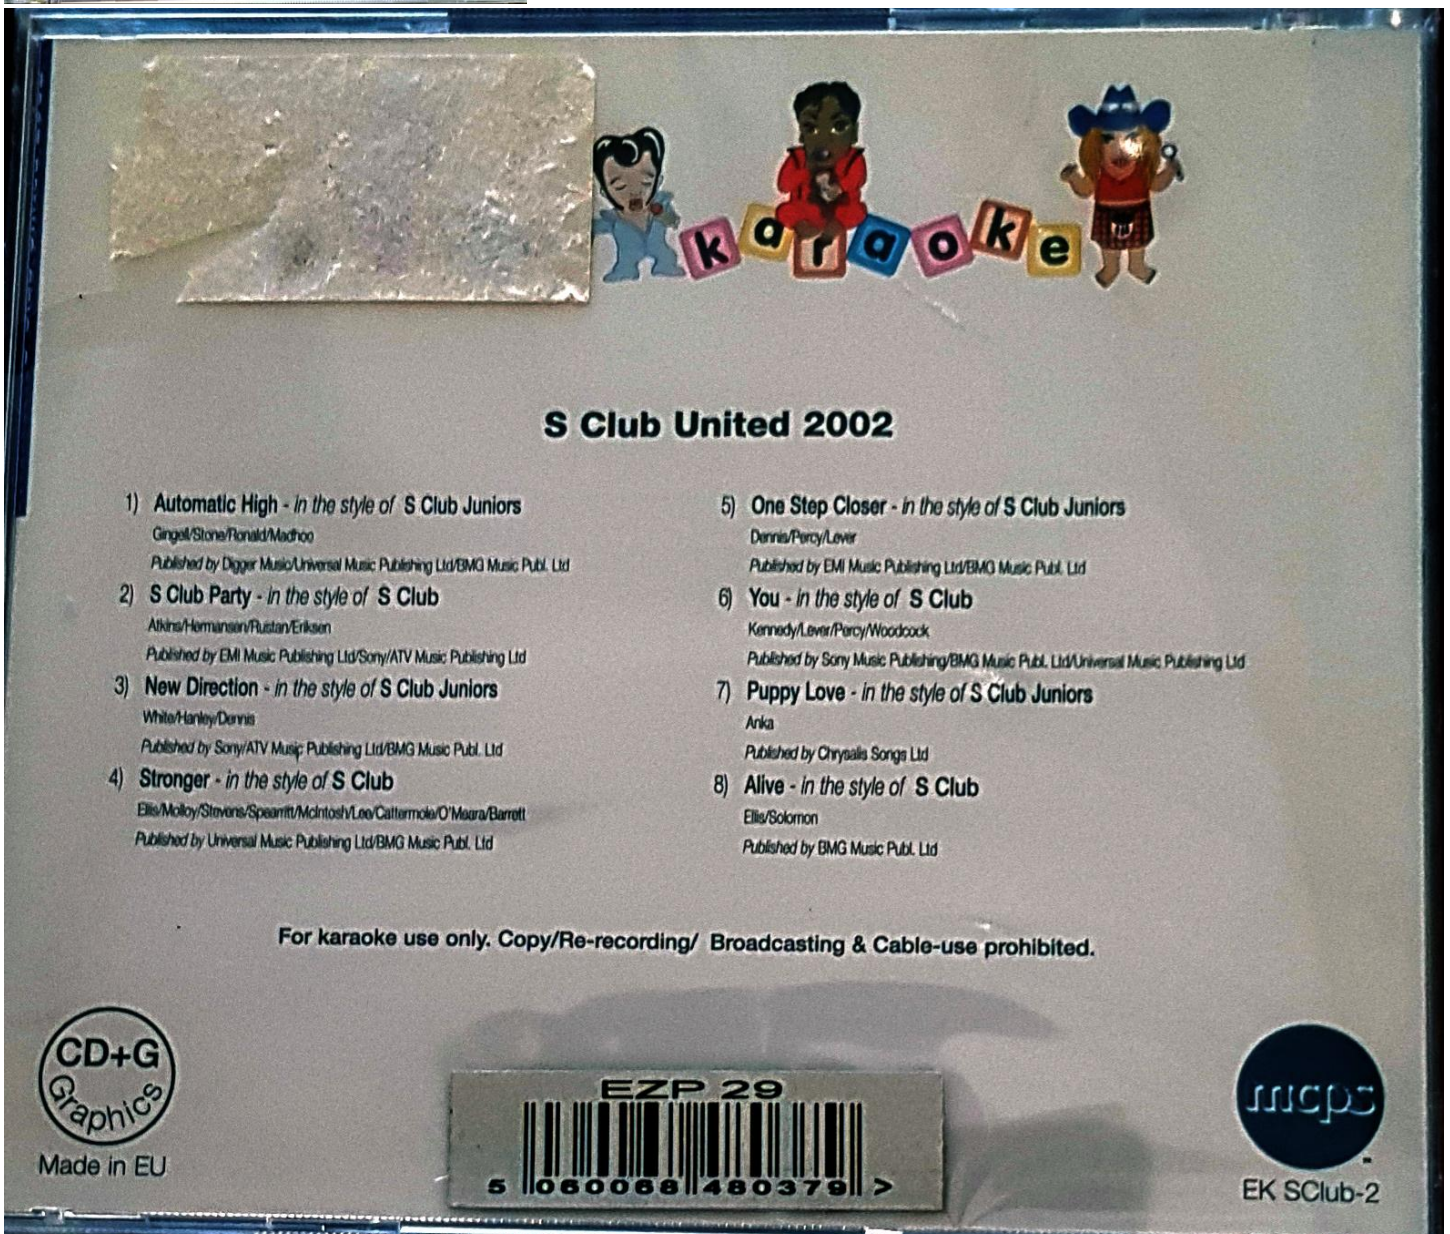 karaoke
S Club United 2002
1) Automatic High - in the style of S Club Juniors
Gingell/Stone/Ronald/Madhoo
Published by Digger Music/Universal Music Publishing Ltd/BMG Music Publ. Ltd
2) S Club Party - in the style of S Club
Atkins/Hermansen/Rustan/Eriksen
Published by EMI Music Publishing Ltd/Sony/ATV Music Publishing Ltd
3) New Direction - in the style of S Club Juniors
White/Hanley/Dennis
Published by Sony/ATV Music Publishing Ltd/BMG Music Publ. Ltd
4) Stronger - in the style of S Club
Ellis/Molloy/Stevens/Spearritt/McIntosh/Lee/Cattermole/O'Meara/Barrett
Published by Universal Music Publishing Ltd/BMG Music Publ. Ltd
5) One Step Closer - in the style of S Club Juniors
Dennis/Percy/Lever
Published by EMI Music Publishing Ltd/BMG Music Publ. Ltd
6) You - in the style of S Club
Kennedy/Lever/Percy/Woodcock
Published by Sony Music Publishing/BMG Music Publ. Ltd/Universal Music Publishing Ltd
7) Puppy Love - in the style of S Club Juniors
Anka
Published by Chrysalis Songs Ltd
8) Alive - in the style of S Club
Ellis/Solomon
Published by BMG Music Publ. Ltd
For karaoke use only. Copy/Re-recording/ Broadcasting & Cable-use prohibited.
CD+G
Graphics
Made in EU
EZP 29
5 060068 480379 >
mcps
EK SClub-2